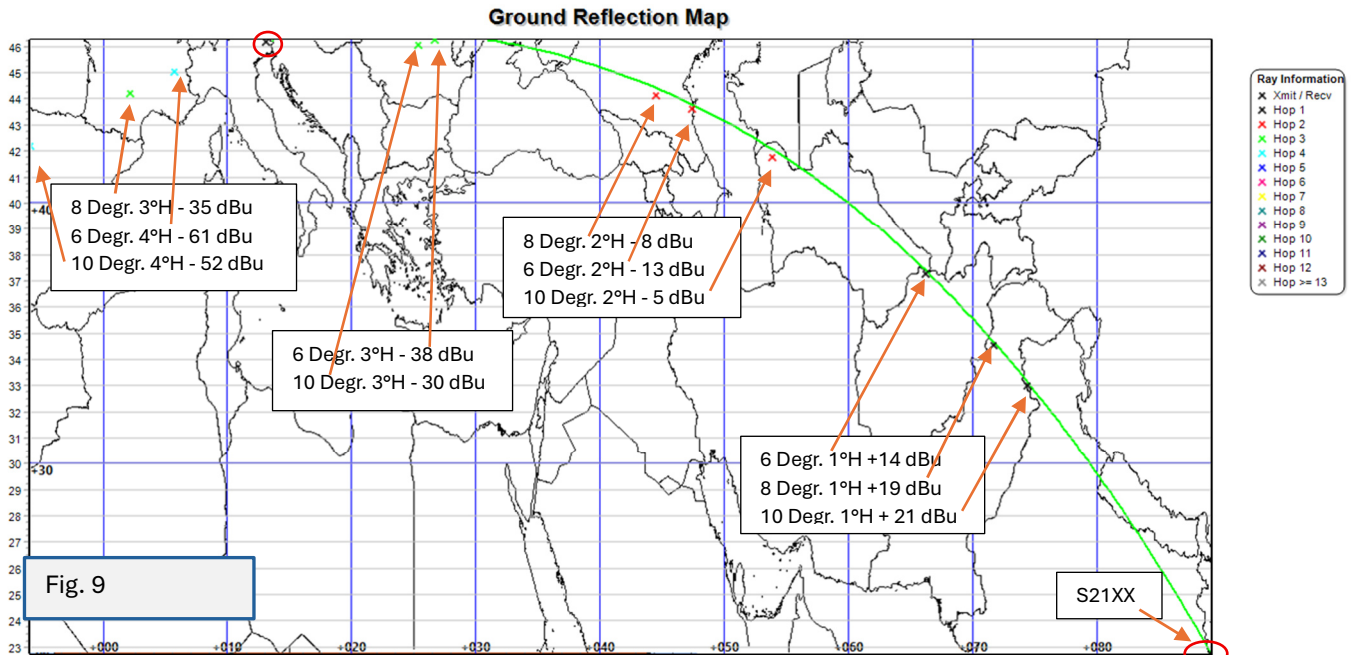 Ground Reflection Map
46
45
44
43
42
41
40
39
38
37
36
35
34
33
32
31
30
29
28
27
26
25
24
23
+40
+30
8 Degr. 3°H - 35 dBu
6 Degr. 4°H - 61 dBu
10 Degr. 4°H - 52 dBu
6 Degr. 3°H - 38 dBu
10 Degr. 3°H - 30 dBu
8 Degr. 2°H - 8 dBu
6 Degr. 2°H - 13 dBu
10 Degr. 2°H - 5 dBu
6 Degr. 1°H +14 dBu
8 Degr. 1°H +19 dBu
10 Degr. 1°H + 21 dBu
S21XX
Fig. 9
+000 +010 +020 +030 +040 +050 +060 +070 +080
Ray Information
Xmit / Recv
Hop 1
Hop 2
Hop 3
Hop 4
Hop 5
Hop 6
Hop 7
Hop 8
Hop 9
Hop 10
Hop 11
Hop 12
Hop >= 13